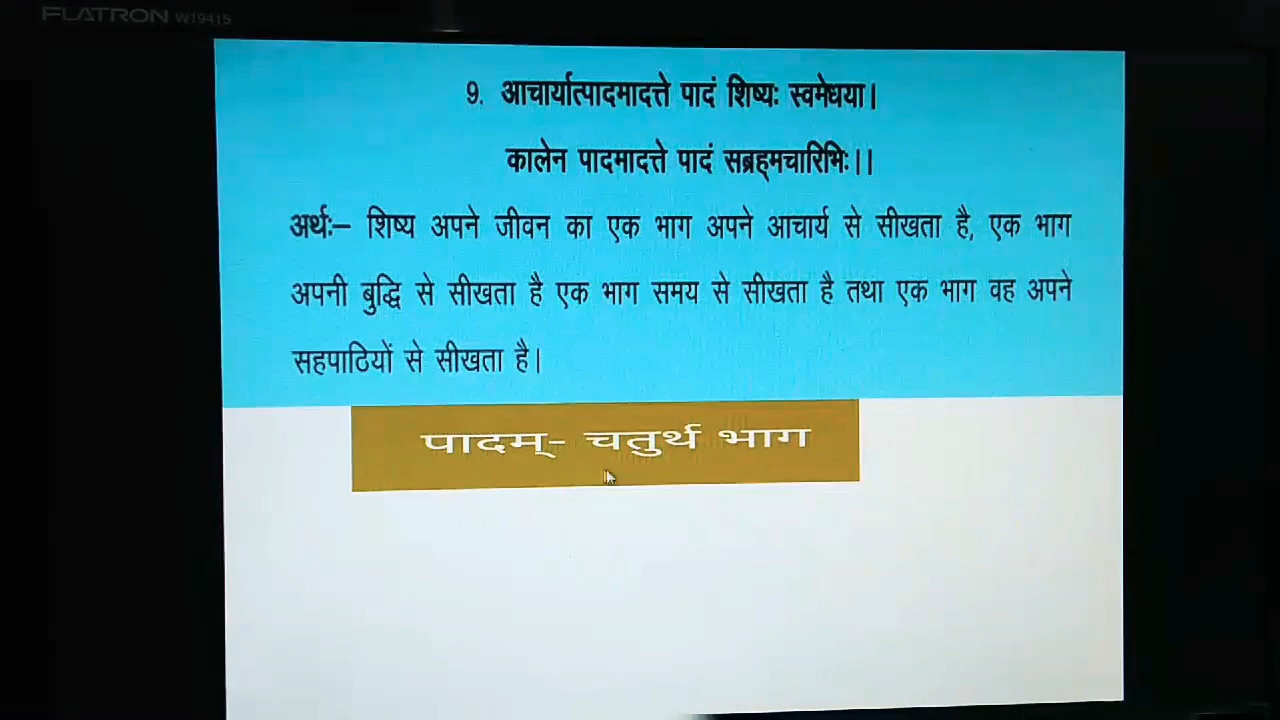 FLATRON W1941S
9. आचार्यात्पादमादत्ते पादं शिष्यः स्वमेधया।
कालेन पादमादत्ते पादं सब्रह्मचारिभिः।।
अर्थः– शिष्य अपने जीवन का एक भाग अपने आचार्य से सीखता है, एक भाग
अपनी बुद्धि से सीखता है एक भाग समय से सीखता है तथा एक भाग वह अपने
सहपाठियों से सीखता है।
पादम्- चतुर्थ भाग